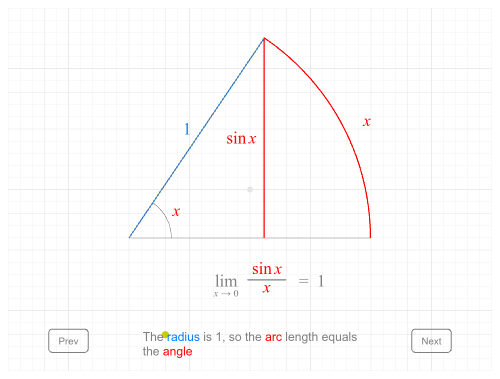 1
sin x
x
x
lim x → 0 sin x / x = 1
Prev
The radius is 1, so the arc length equals
the angle
Next